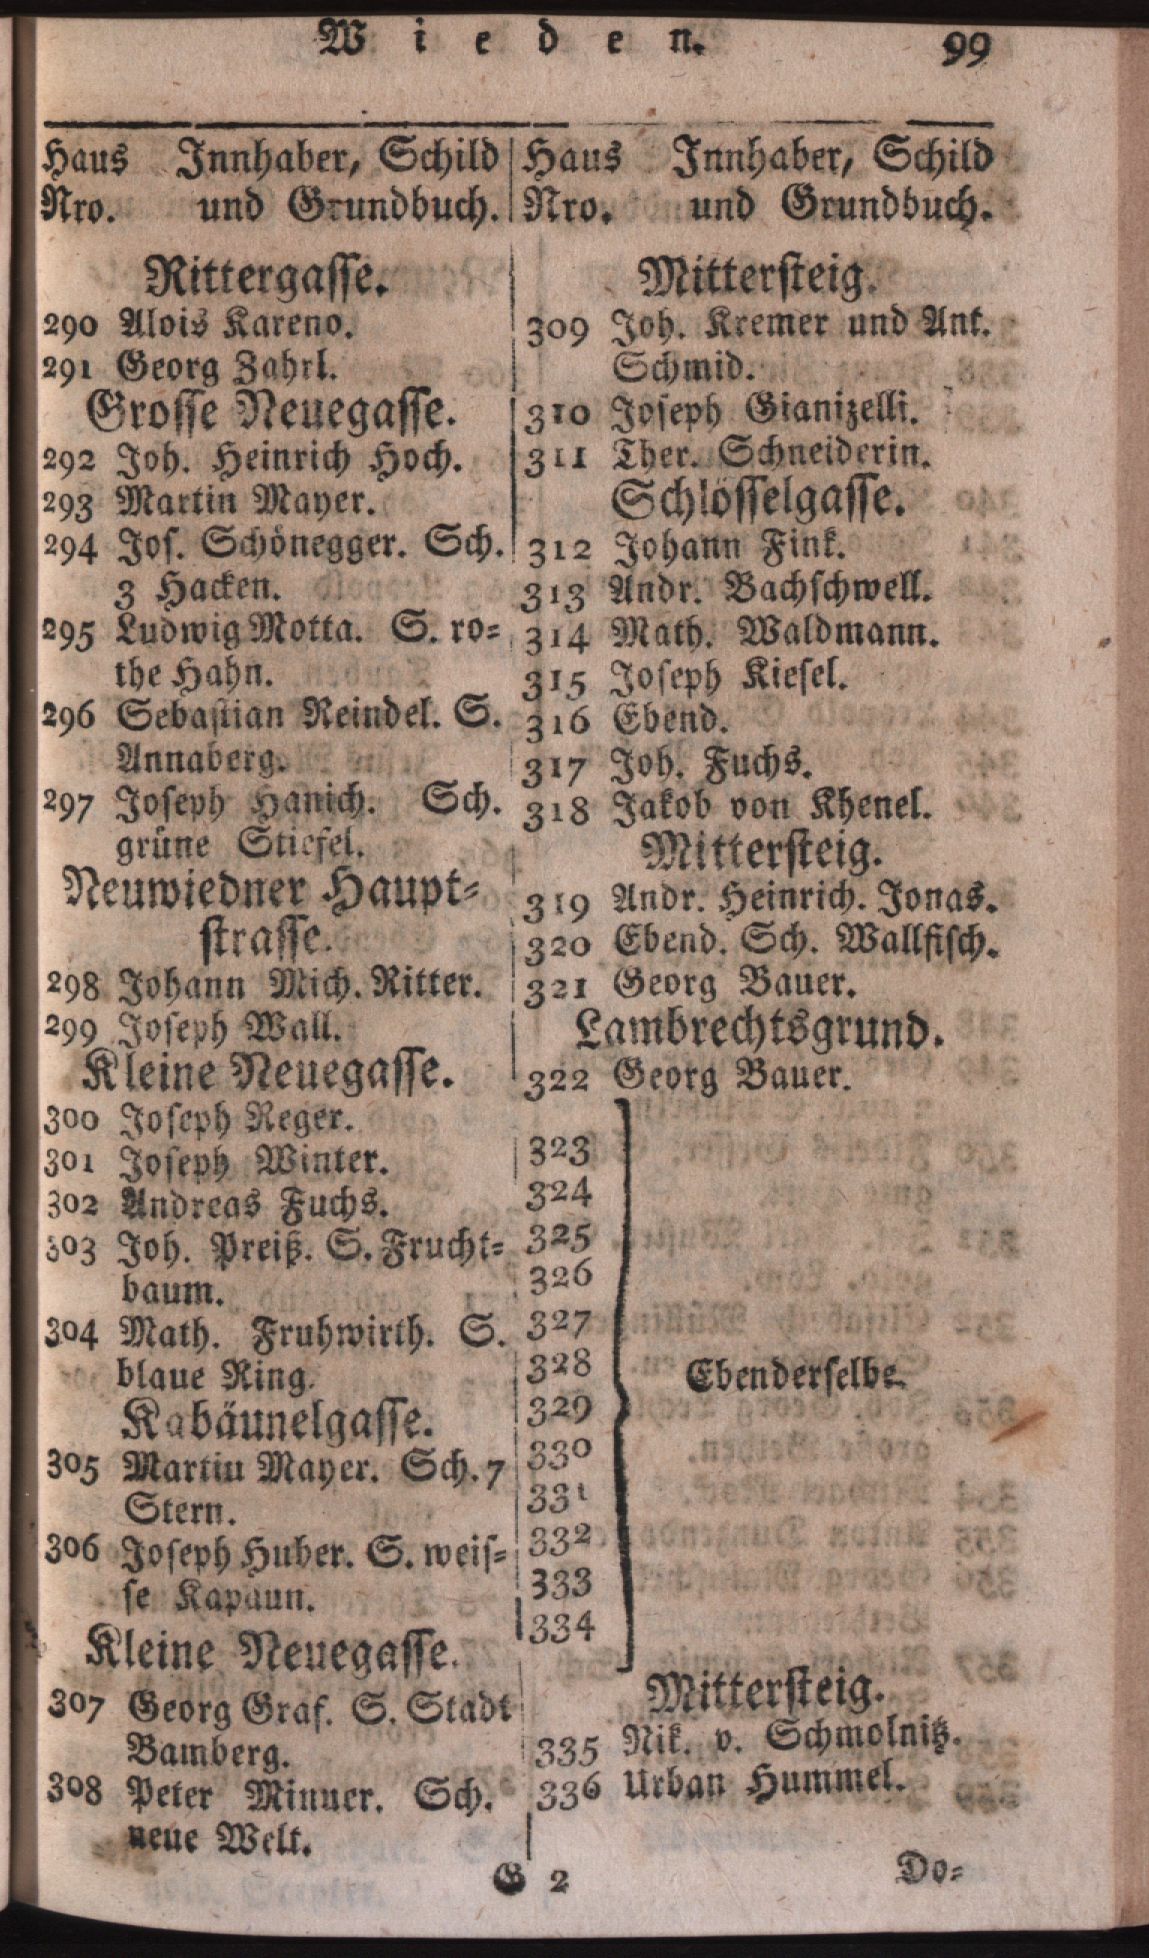 Wieden. 99
Haus Innhaber, Schild
Nro. und Grundbuch.
Rittergasse.
290 Alois Kareno.
291 Georg Zahrl.
Grosse Neuegasse.
292 Joh. Heinrich Hoch.
293 Martin Mayer.
294 Jos. Schönegger. Sch.
3 Hacken.
295 Ludwig Motta. S. ro-
the Hahn.
296 Sebastian Reindel. S.
Annaberg.
297 Joseph Hanich. Sch.
grüne Stiefel.
Neuwiedner Haupt-
strasse.
298 Johann Mich. Ritter.
299 Joseph Wall.
Kleine Neuegasse.
300 Joseph Reger.
301 Joseph Winter.
302 Andreas Fuchs.
303 Joh. Preiß. S. Frucht-
baum.
304 Math. Fruhwirth. S.
blaue Ring.
Kabäunelgasse.
305 Martin Mayer. Sch. 7
Stern.
306 Joseph Huber. S. weis-
se Kapaun.
Kleine Neuegasse.
307 Georg Graf. S. Stadt
Bamberg.
308 Peter Minner. Sch.
neue Welt.
Haus Innhaber, Schild
Nro. und Grundbuch.
Mittersteig.
309 Joh. Kremer und Ant.
Schmid.
310 Joseph Gianizelli.
311 Ther. Schneiderin.
Schlösselgasse.
312 Johann Fink.
313 Andr. Bachschwell.
314 Math. Waldmann.
315 Joseph Kiesel.
316 Ebend.
317 Joh. Fuchs.
318 Jakob von Khenel.
Mittersteig.
319 Andr. Heinrich. Jonas.
320 Ebend. Sch. Wallfisch.
321 Georg Bauer.
Lambrechtsgrund.
322 Georg Bauer.
323
324
325
326
327
328 Ebenderselbe
329
330
331
332
333
334
Mittersteig.
335 Nik. v. Schmolnitz.
336 Urban Hummel.
G 2 Do-